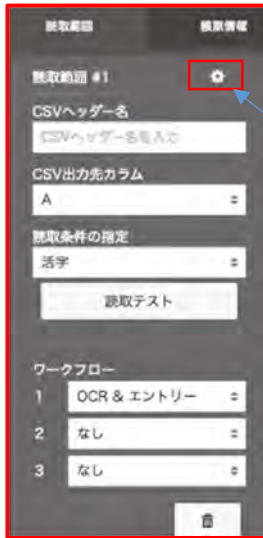 読取範囲 帳票情報
読取範囲 #1
CSVヘッダー名
CSVヘッダー名を入力
CSV出力先カラム
A
読取条件の指定
活字
読取テスト
ワークフロー
1 OCR & エントリー
2 なし
3 なし